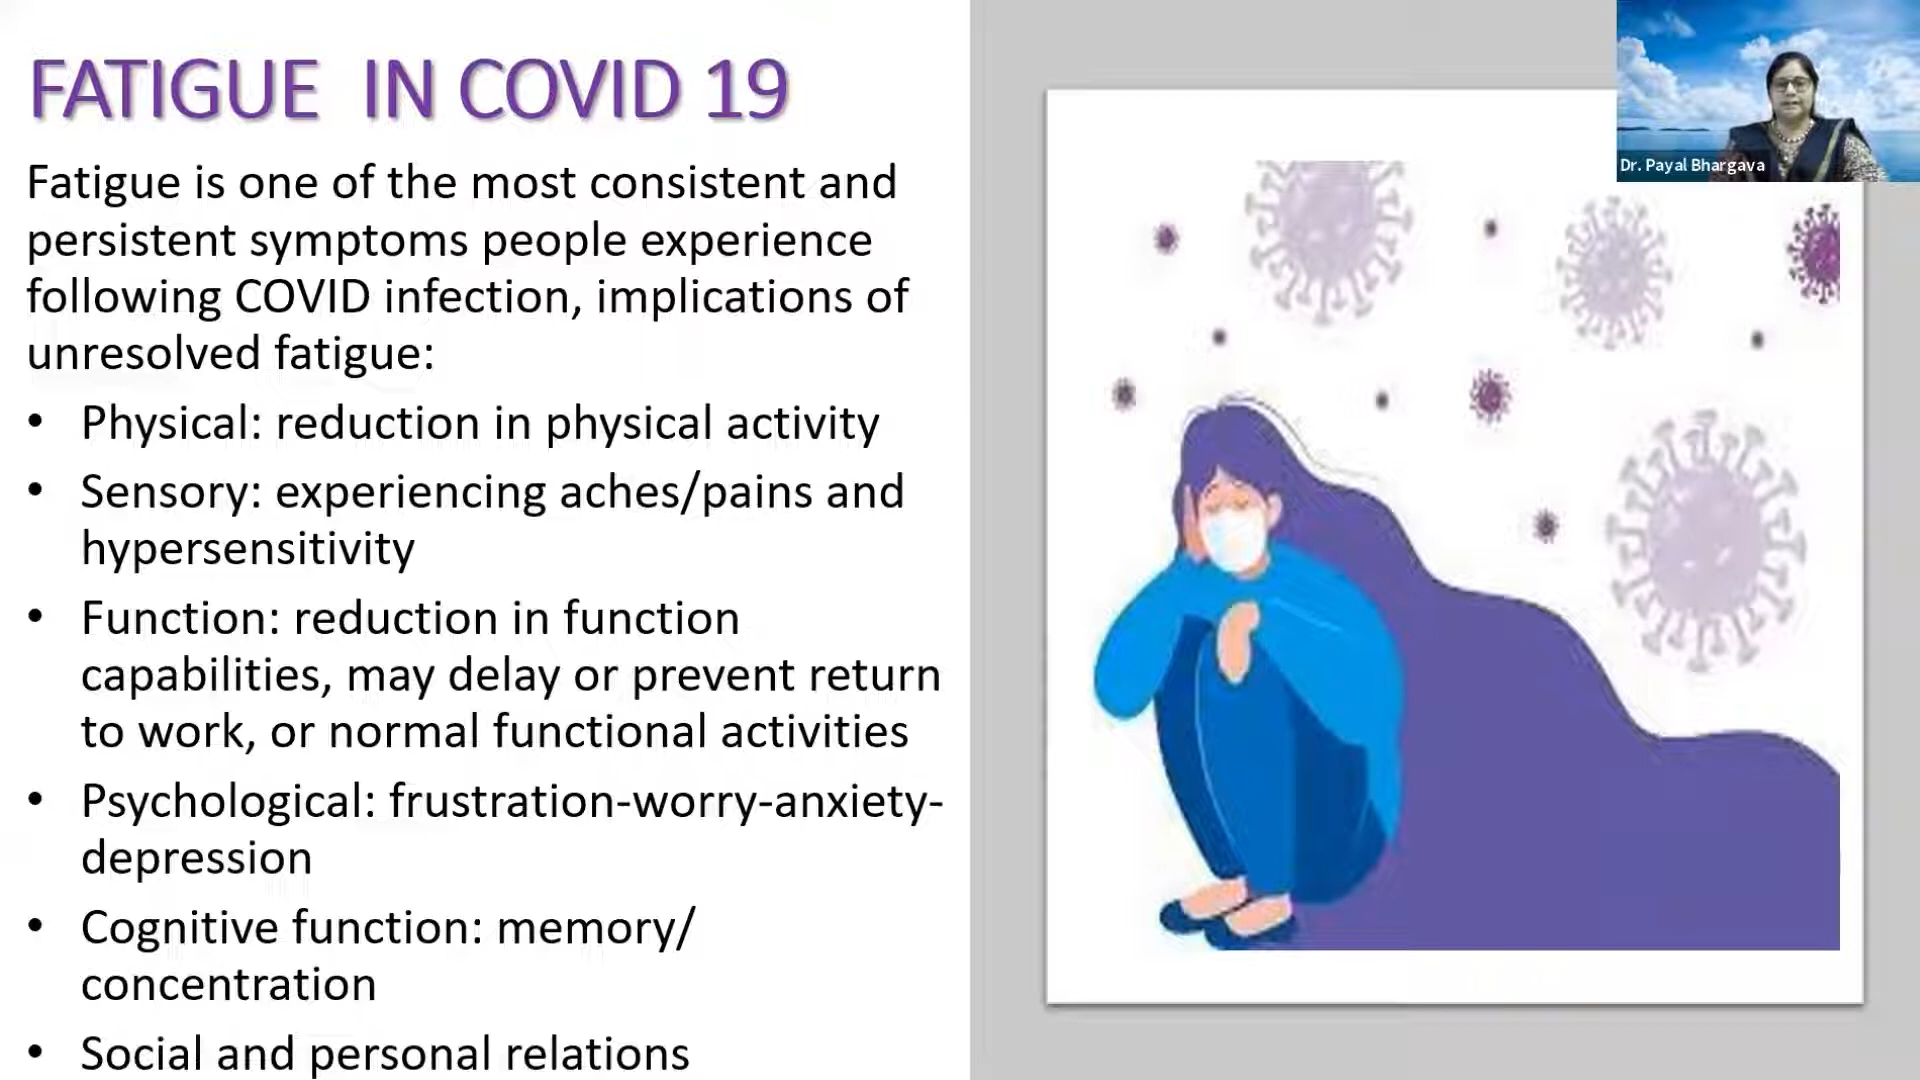 FATIGUE IN COVID 19
Fatigue is one of the most consistent and
persistent symptoms people experience
following COVID infection, implications of
unresolved fatigue:
• Physical: reduction in physical activity
• Sensory: experiencing aches/pains and
hypersensitivity
• Function: reduction in function
capabilities, may delay or prevent return
to work, or normal functional activities
• Psychological: frustration-worry-anxiety-
depression
• Cognitive function: memory/
concentration
• Social and personal relations
Dr. Payal Bhargava